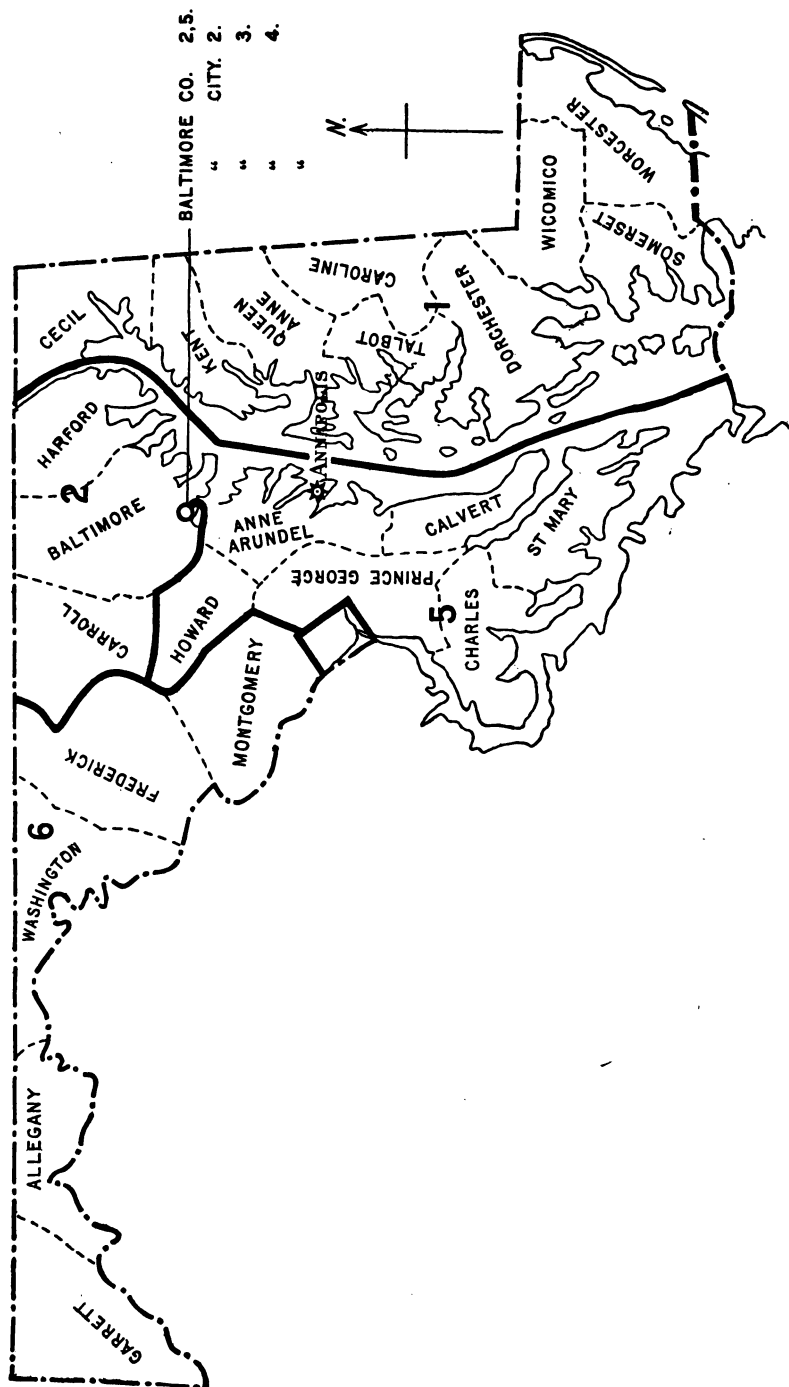 BALTIMORE CO. 2,5.
" CITY. 2.
" 3.
" 4.
"
N.
GARRETT
ALLEGANY
WASHINGTON
6
FREDERICK
MONTGOMERY
CARROLL
HOWARD
BALTIMORE
2
HARFORD
CECIL
KENT
QUEEN
ANNE
CAROLINE
TALBOT
1
ANNAPOLIS
ANNE
ARUNDEL
PRINCE GEORGE
CALVERT
5
CHARLES
ST MARY
DORCHESTER
WICOMICO
SOMERSET
WORCESTER